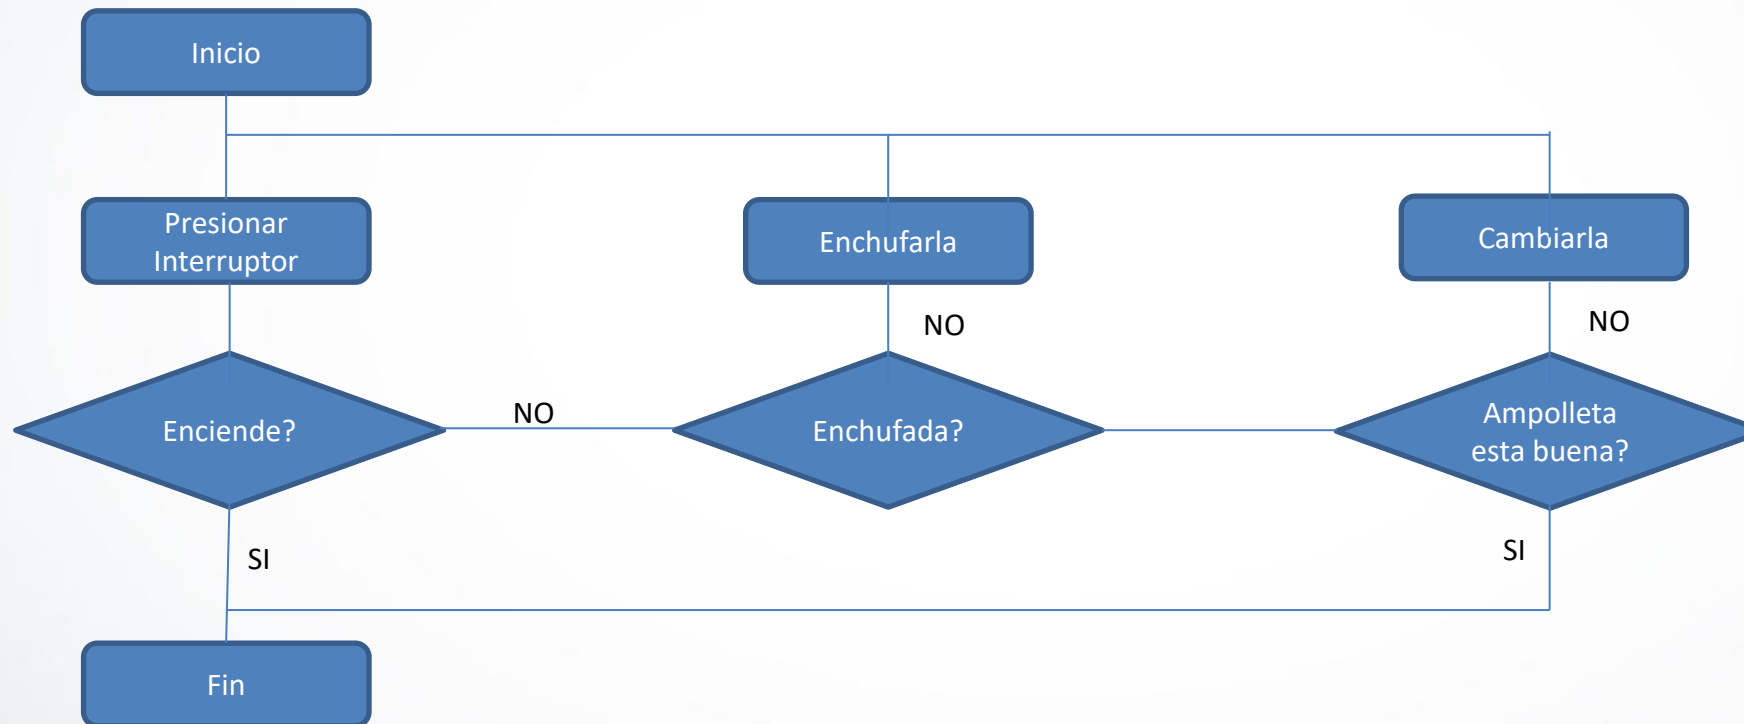 Inicio
Presionar
Interruptor
Enchufarla
Cambiarla
NO
NO
Enciende?
NO
Enchufada?
Ampolleta
esta buena?
SI
SI
Fin